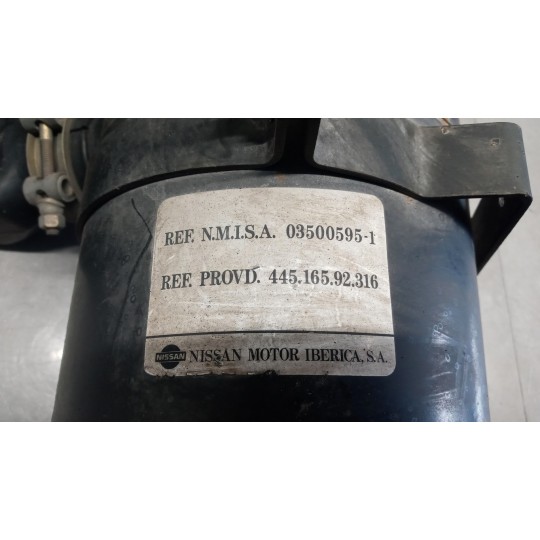 REF. N.M.I.S.A. 03500595-1
REF. PROVD. 445.165.92.316
NISSAN NISSAN MOTOR IBERICA, S.A.